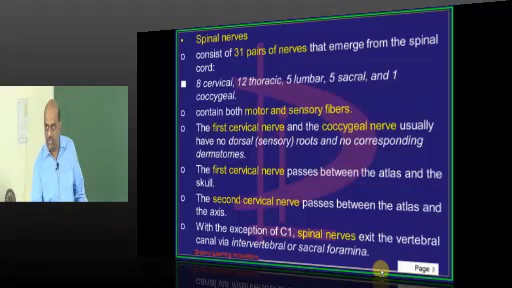 Spinal nerves
consist of 31 pairs of nerves that emerge from the spinal
cord:
8 cervical, 12 thoracic, 5 lumbar, 5 sacral, and 1
coccygeal.
contain both motor and sensory fibers.
The first cervical nerve and the coccygeal nerve usually
have no dorsal (sensory) roots and no corresponding
dermatomes.
The first cervical nerve passes between the atlas and the
skull.
The second cervical nerve passes between the atlas and
the axis.
With the exception of C1, spinal nerves exit the vertebral
canal via intervertebral or sacral foramina.
Page 3